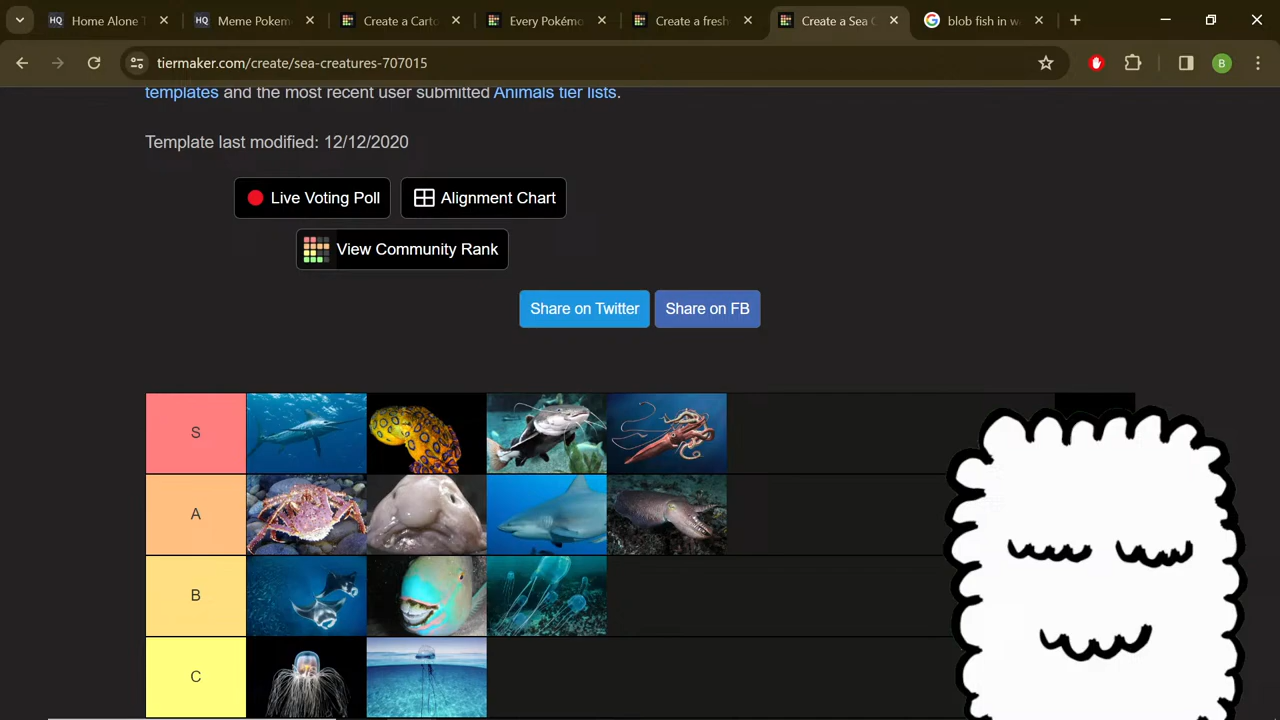 Home Alone T
Meme Pokem
Create a Carto
Every Pokémo
Create a fresh
Create a Sea C
blob fish in w
tiermaker.com/create/sea-creatures-707015
B
templates and the most recent user submitted Animals tier lists.
Template last modified: 12/12/2020
Live Voting Poll
Alignment Chart
View Community Rank
Share on Twitter
Share on FB
S
A
B
C